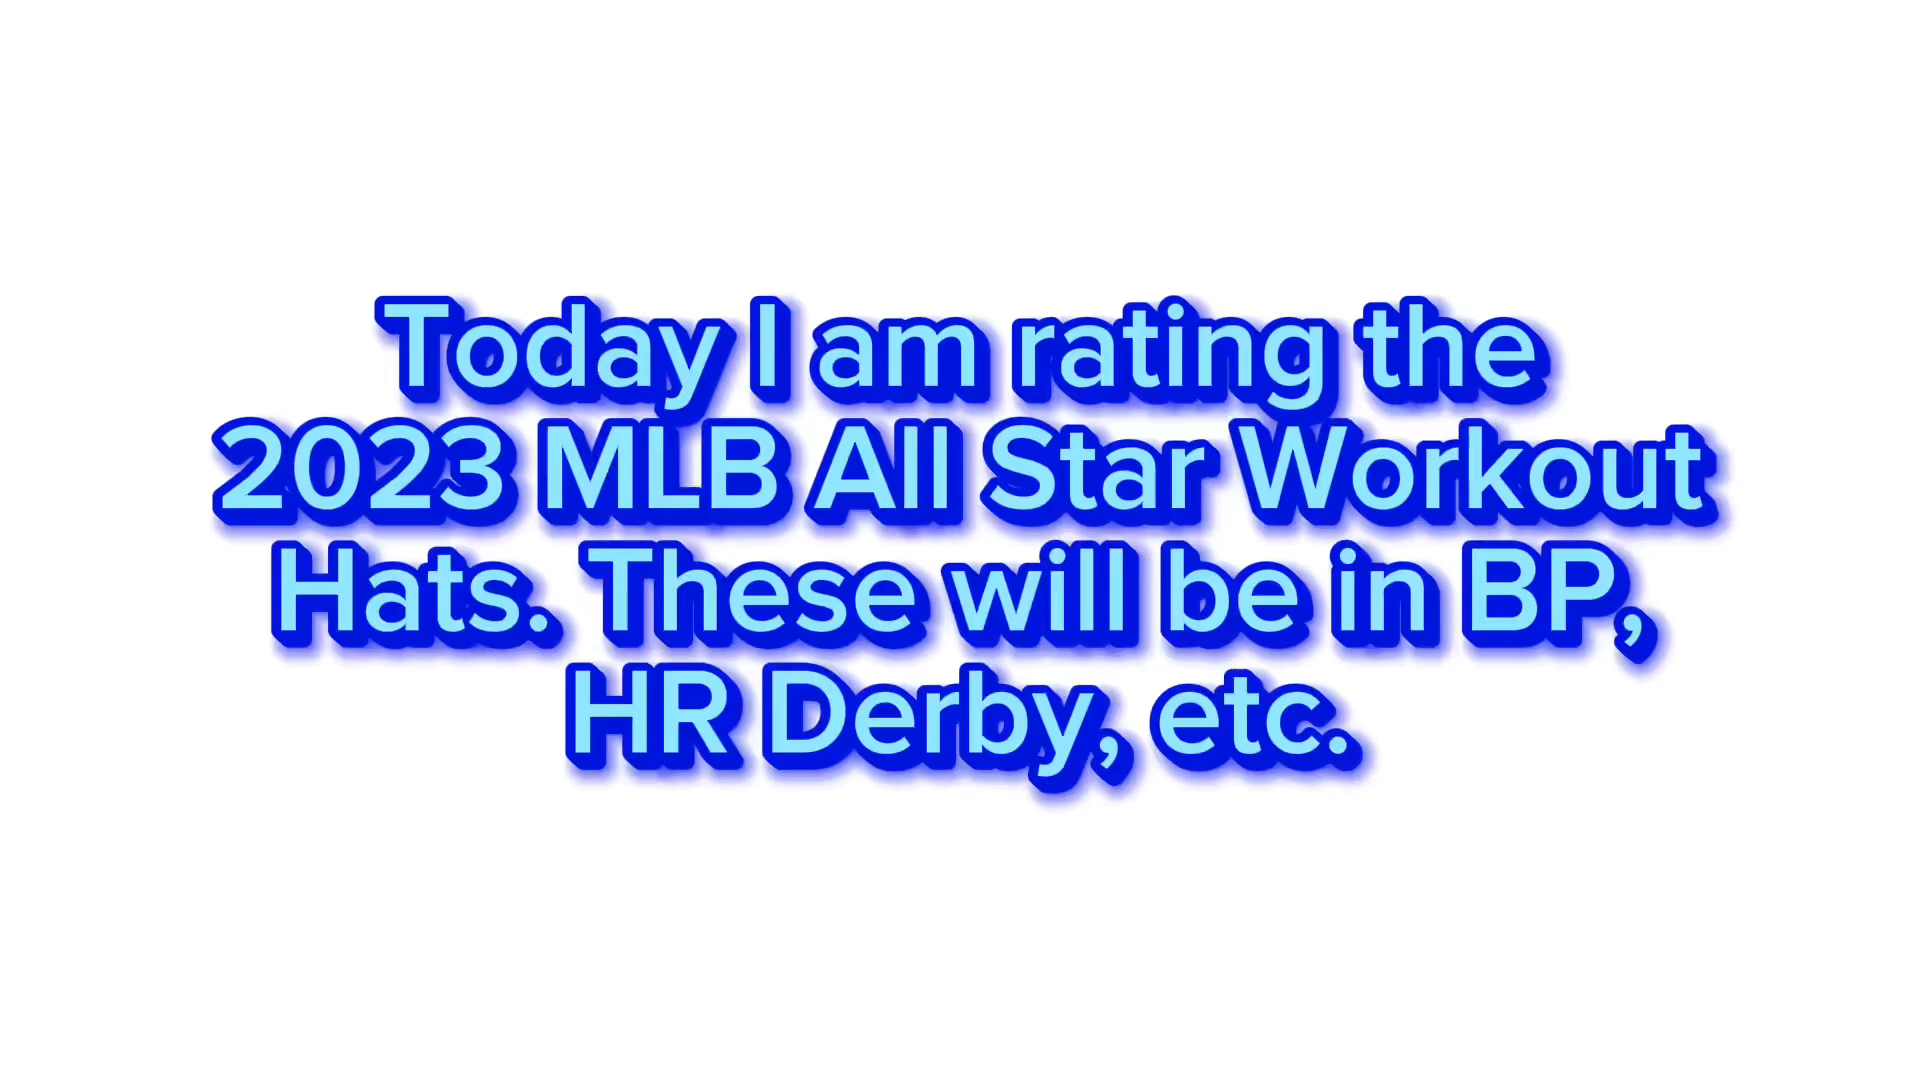 Today I am rating the
2023 MLB All Star Workout
Hats. These will be in BP,
HR Derby, etc.